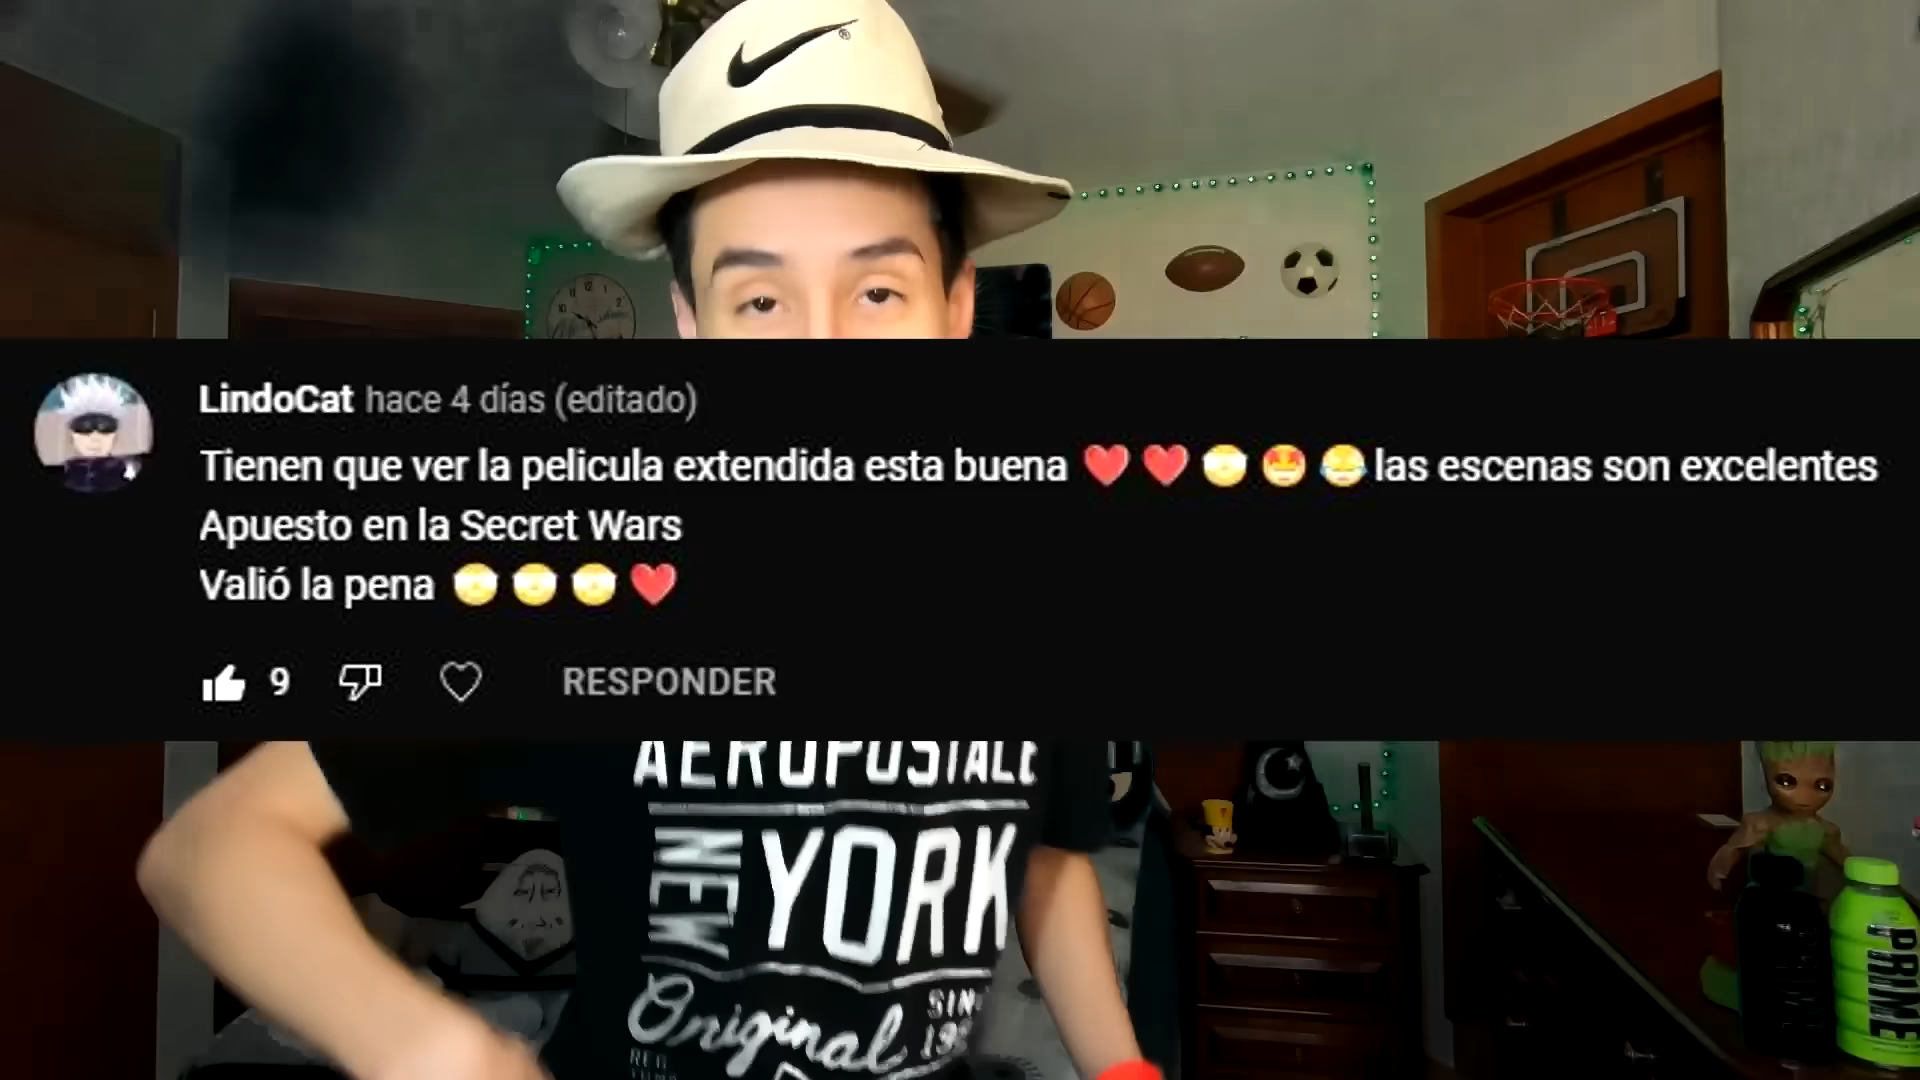 LindoCat hace 4 días (editado)
Tienen que ver la pelicula extendida esta buena ❤️ ❤️ 😳 🤩 😂 las escenas son excelentes
Apuesto en la Secret Wars
Valió la pena 😳 😳 😳 ❤️
9 RESPONDER
AEROPOSTALE
NEW
YORK
Original
PRIME